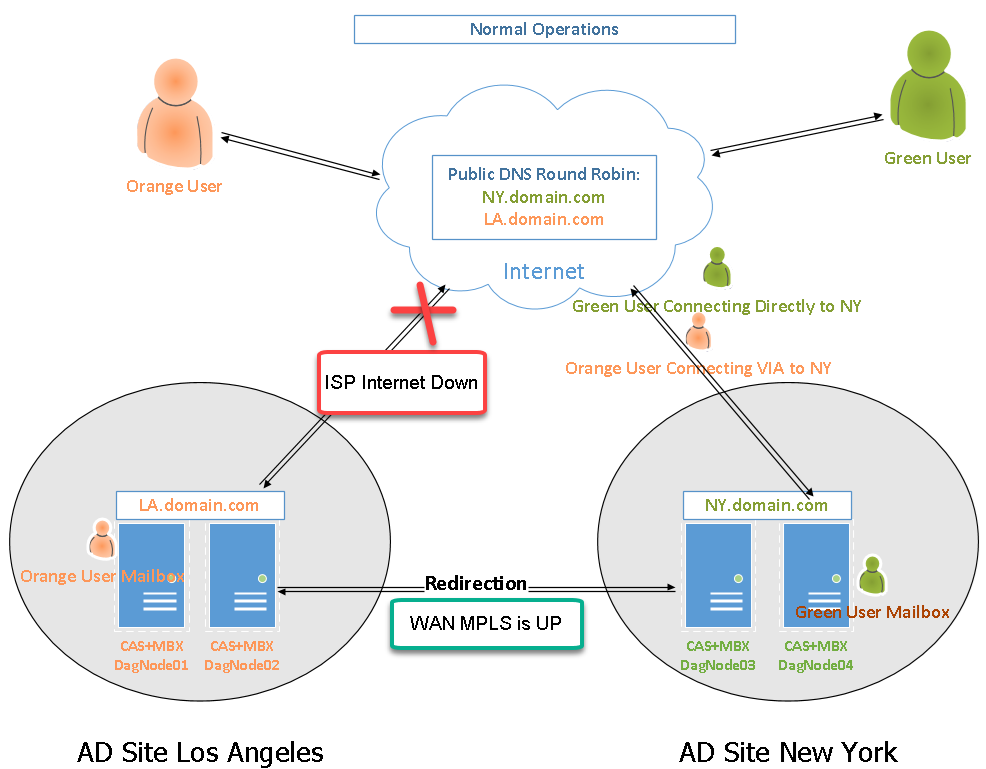 Normal Operations
Orange User
Green User
Public DNS Round Robin:
NY.domain.com
LA.domain.com
Internet
Green User Connecting Directly to NY
Orange User Connecting VIA to NY
ISP Internet Down
LA.domain.com
Orange User Mailbox
CAS+MBX
DagNode01
CAS+MBX
DagNode02
Redirection
WAN MPLS is UP
NY.domain.com
Green User Mailbox
CAS+MBX
DagNode03
CAS+MBX
DagNode04
AD Site Los Angeles
AD Site New York